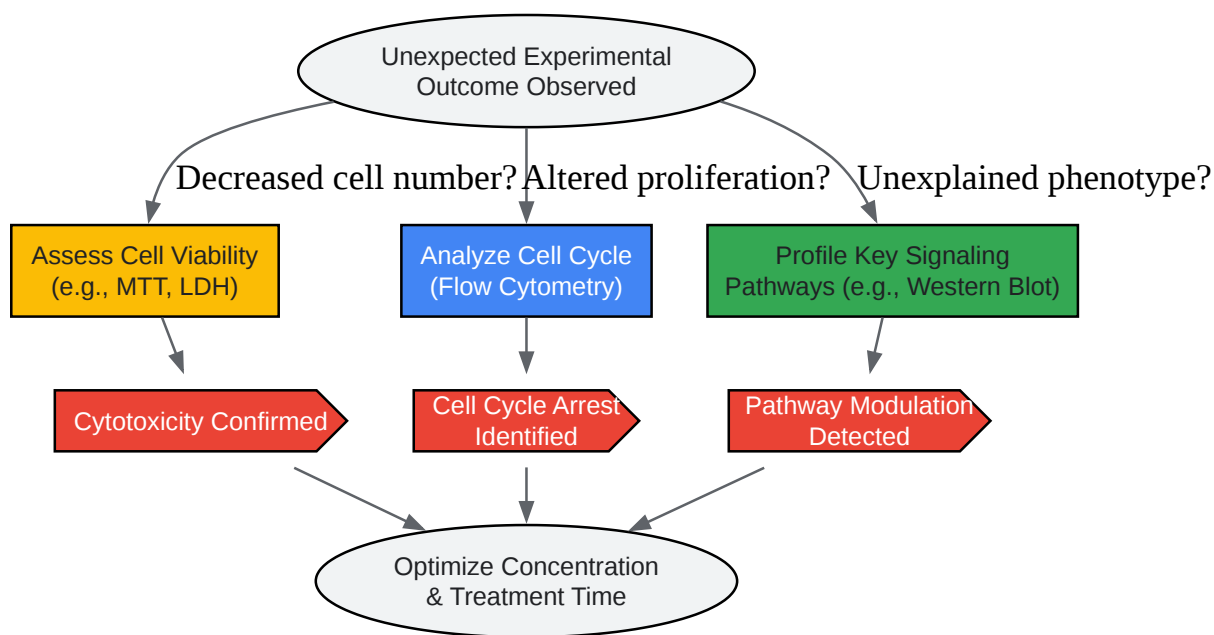 Unexpected Experimental
Outcome Observed
Decreased cell number?
Altered proliferation?
Unexplained phenotype?
Assess Cell Viability
(e.g., MTT, LDH)
Analyze Cell Cycle
(Flow Cytometry)
Profile Key Signaling
Pathways (e.g., Western Blot)
Cytotoxicity Confirmed
Cell Cycle Arrest
Identified
Pathway Modulation
Detected
Optimize Concentration
& Treatment Time